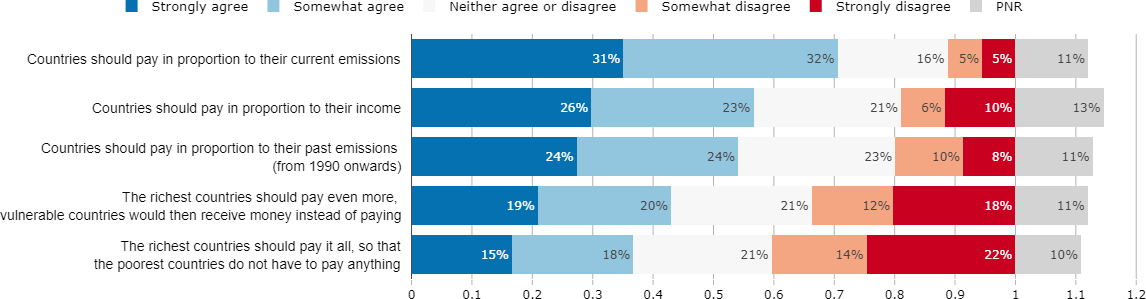 Strongly agree Somewhat agree Neither agree or disagree Somewhat disagree Strongly disagree PNR
Countries should pay in proportion to their current emissions 31% 32% 16% 5% 5% 11%
Countries should pay in proportion to their income 26% 23% 21% 6% 10% 13%
Countries should pay in proportion to their past emissions
(from 1990 onwards) 24% 24% 23% 10% 8% 11%
The richest countries should pay even more,
vulnerable countries would then receive money instead of paying 19% 20% 21% 12% 18% 11%
The richest countries should pay it all, so that
the poorest countries do not have to pay anything 15% 18% 21% 14% 22% 10%
0 0.1 0.2 0.3 0.4 0.5 0.6 0.7 0.8 0.9 1 1.1 1.2